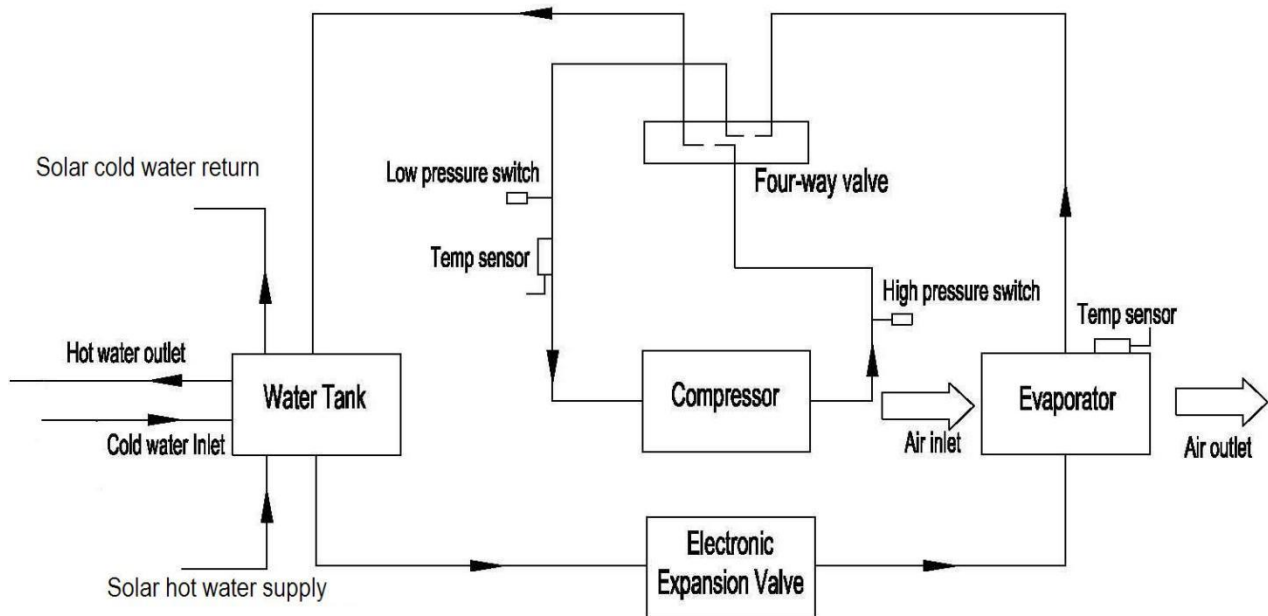 Solar cold water return
Low pressure switch
Four-way valve
Temp sensor
High pressure switch
Temp sensor
Hot water outlet
Water Tank
Compressor
Evaporator
Cold water Inlet
Air inlet
Air outlet
Electronic
Expansion Valve
Solar hot water supply